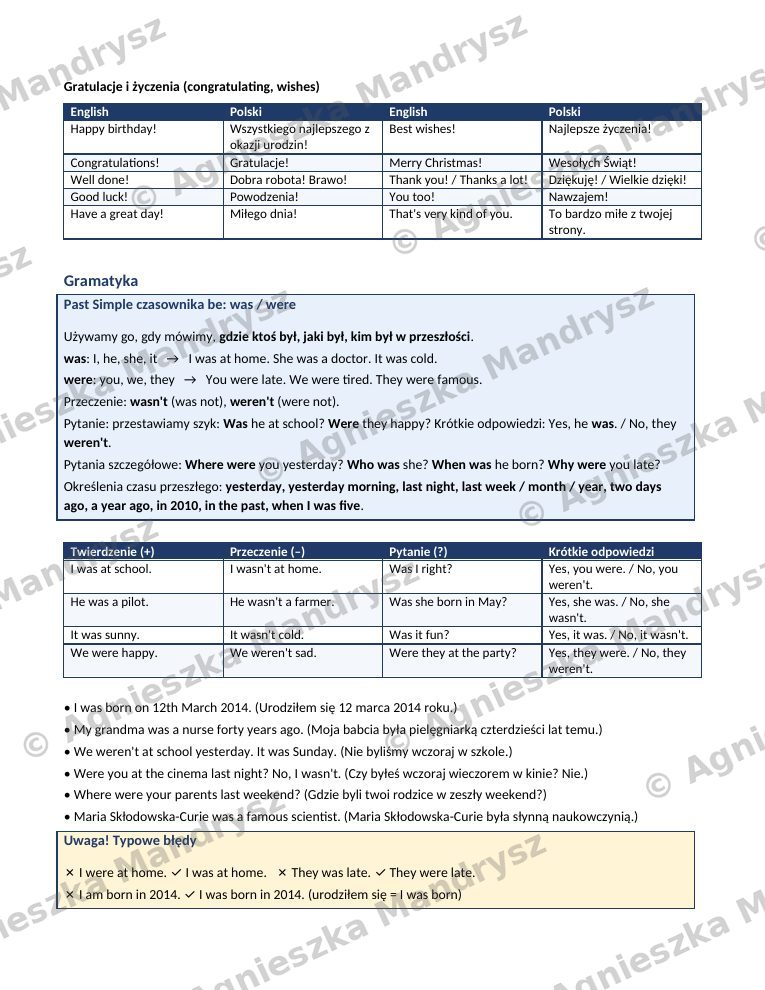 Gratulacje i życzenia (congratulating, wishes)
English Polski English Polski
Happy birthday! Wszystkiego najlepszego z okazji urodzin! Best wishes! Najlepsze życzenia!
Congratulations! Gratulacje! Merry Christmas! Wesołych Świąt!
Well done! Dobra robota! Brawo! Thank you! / Thanks a lot! Dziękuję! / Wielkie dzięki!
Good luck! Powodzenia! You too! Nawzajem!
Have a great day! Miłego dnia! That's very kind of you. To bardzo miłe z twojej strony.
Gramatyka
Past Simple czasownika be: was / were
Używamy go, gdy mówimy, gdzie ktoś był, jaki był, kim był w przeszłości.
was: I, he, she, it → I was at home. She was a doctor. It was cold.
were: you, we, they → You were late. We were tired. They were famous.
Przeczenie: wasn't (was not), weren't (were not).
Pytanie: przestawiamy szyk: Was he at school? Were they happy? Krótkie odpowiedzi: Yes, he was. / No, they
weren't.
Pytania szczegółowe: Where were you yesterday? Who was she? When was he born? Why were you late?
Określenia czasu przeszłego: yesterday, yesterday morning, last night, last week / month / year, two days
ago, a year ago, in 2010, in the past, when I was five.
Twierdzenie (+) Przeczenie (–) Pytanie (?) Krótkie odpowiedzi
I was at school. I wasn't at home. Was I right? Yes, you were. / No, you weren't.
He was a pilot. He wasn't a farmer. Was she born in May? Yes, she was. / No, she wasn't.
It was sunny. It wasn't cold. Was it fun? Yes, it was. / No, it wasn't.
We were happy. We weren't sad. Were they at the party? Yes, they were. / No, they weren't.
• I was born on 12th March 2014. (Urodziłem się 12 marca 2014 roku.)
• My grandma was a nurse forty years ago. (Moja babcia była pielęgniarką czterdzieści lat temu.)
• We weren't at school yesterday. It was Sunday. (Nie byliśmy wczoraj w szkole.)
• Were you at the cinema last night? No, I wasn't. (Czy byłeś wczoraj wieczorem w kinie? Nie.)
• Where were your parents last weekend? (Gdzie byli twoi rodzice w zeszły weekend?)
• Maria Skłodowska-Curie was a famous scientist. (Maria Skłodowska-Curie była słynną naukowczynią.)
Uwaga! Typowe błędy
✕ I were at home. ✓ I was at home. ✕ They was late. ✓ They were late.
✕ I am born in 2014. ✓ I was born in 2014. (urodziłem się = I was born)
© Agnieszka Mandrysz